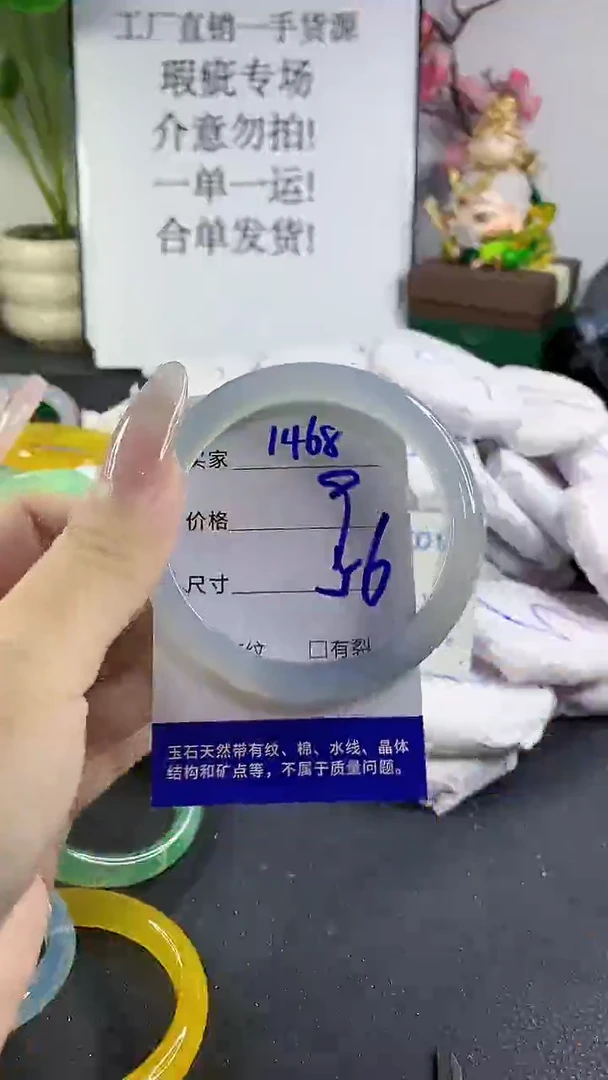 工厂直销一手货源
瑕疵专场
介意勿拍!
一单一运!
合单发货!
买家 1468
价格
尺寸 56
纹 □有裂
玉石天然带有纹、棉、水线、晶体
结构和矿点等，不属于质量问题。